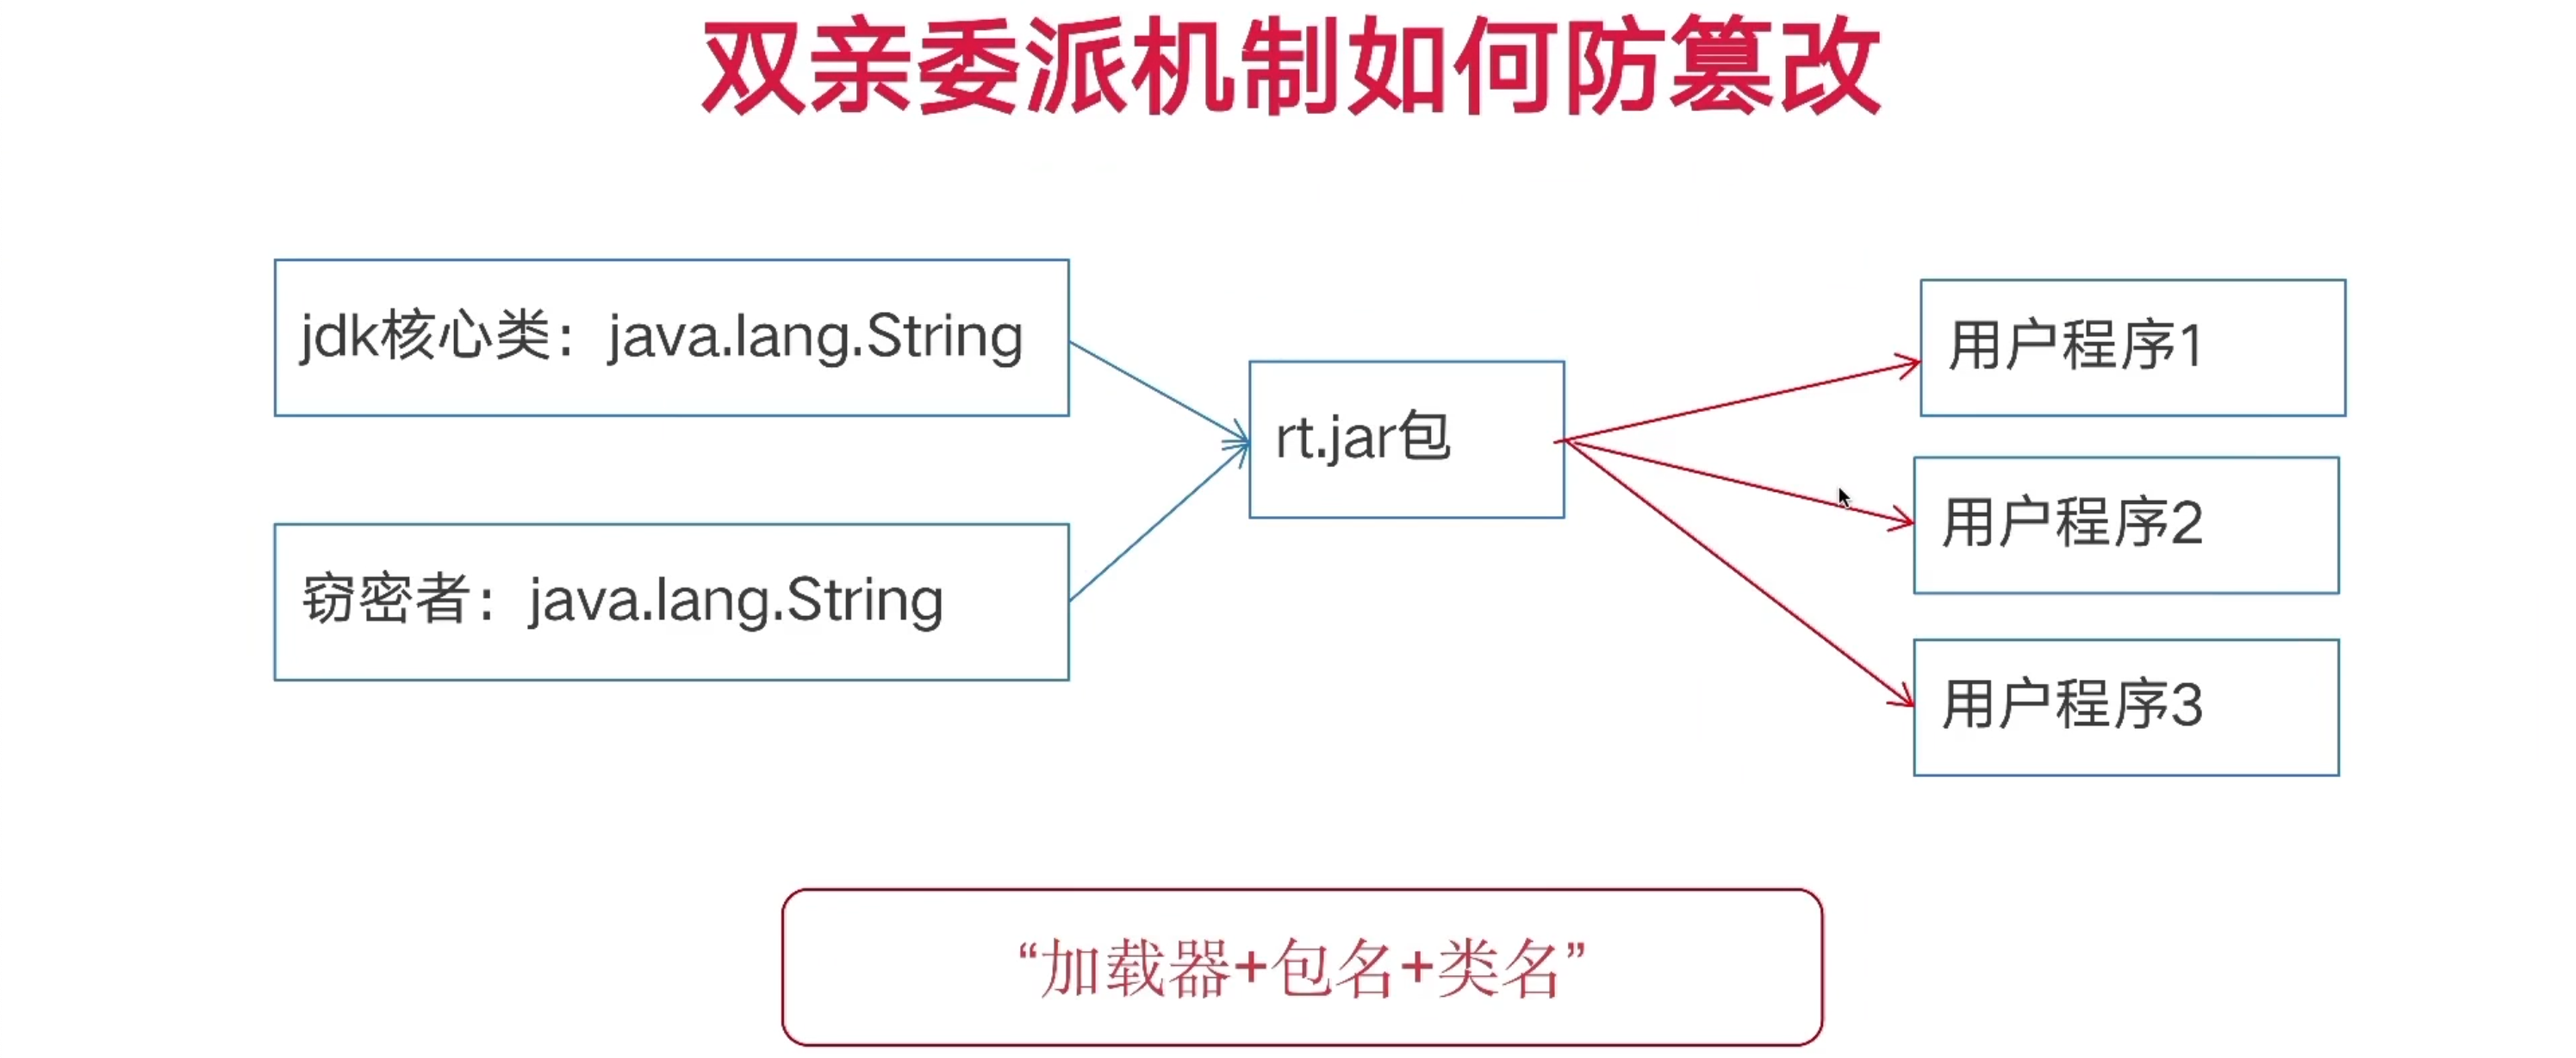 双亲委派机制如何防篡改
jdk核心类：java.lang.String
窃密者：java.lang.String
rt.jar包
用户程序1
用户程序2
用户程序3
“加载器+包名+类名”